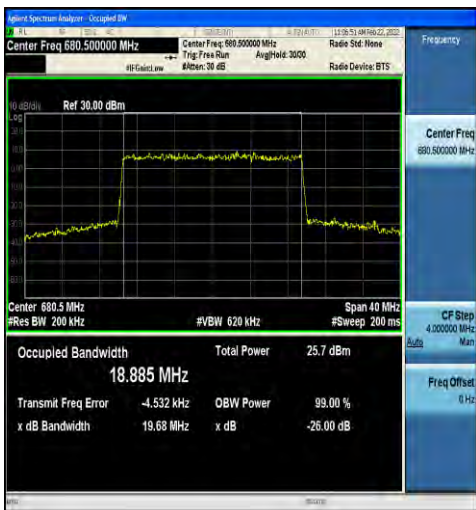 Agilent Spectrum Analyzer - Occupied BW
Center Freq 680.500000 MHz
Center Freq: 680.500000 MHz
Radio Std: None
Trig: Free Run
Avg|Hold: 30/30
#IFGain:Low
#Atten: 30 dB
Radio Device: BTS
Frequency
10 dB/div
Ref 30.00 dBm
Log
Center Freq
680.500000 MHz
Center 680.5 MHz
Span 40 MHz
#Res BW 200 kHz
#VBW 620 kHz
#Sweep 200 ms
CF Step
4.000000 MHz
Auto
Man
Occupied Bandwidth
Total Power
25.7 dBm
18.885 MHz
Freq Offset
0 Hz
Transmit Freq Error
-4.532 kHz
OBW Power
99.00 %
x dB Bandwidth
19.68 MHz
x dB
-26.00 dB